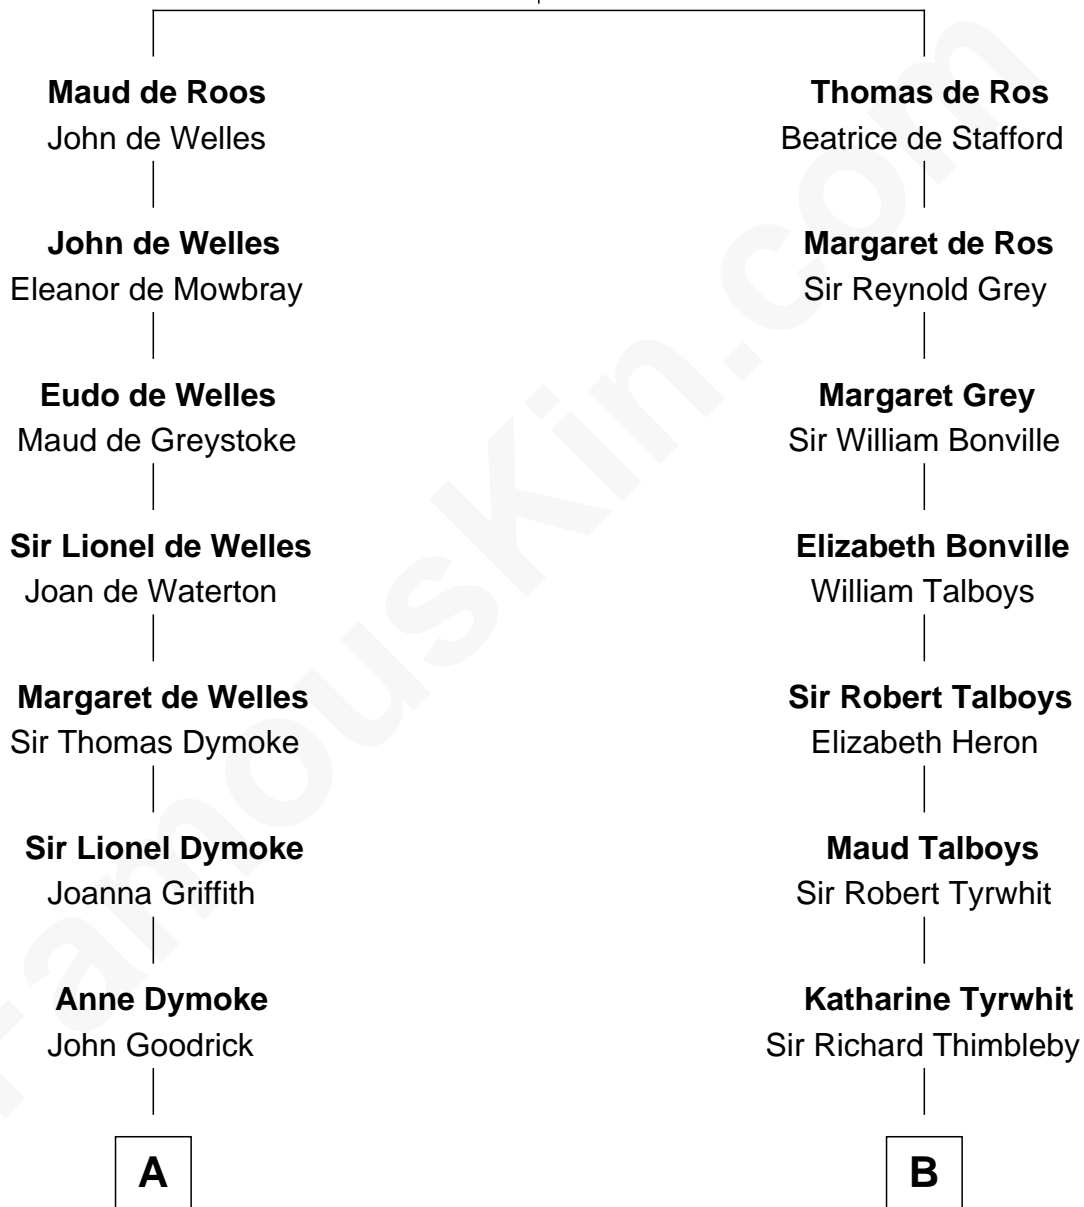 Maud de Roos
John de Welles
Thomas de Ros
Beatrice de Stafford
John de Welles
Eleanor de Mowbray
Margaret de Ros
Sir Reynold Grey
Eudo de Welles
Maud de Greystoke
Margaret Grey
Sir William Bonville
Sir Lionel de Welles
Joan de Waterton
Elizabeth Bonville
William Talboys
Margaret de Welles
Sir Thomas Dymoke
Sir Robert Talboys
Elizabeth Heron
Sir Lionel Dymoke
Joanna Griffith
Maud Talboys
Sir Robert Tyrwhit
Anne Dymoke
John Goodrick
Katharine Tyrwhit
Sir Richard Thimbleby
A
B
FamousKin.com